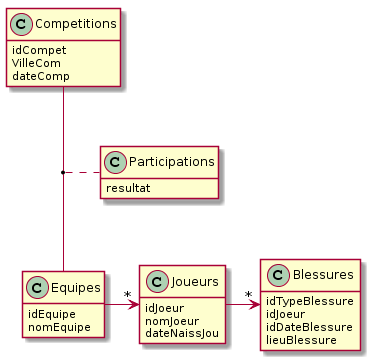 C Competitions
idCompet
VilleCom
dateComp
C Participations
resultat
C Equipes
idEquipe
nomEquipe
*
C Joueurs
idJoeur
nomJoeur
dateNaissJou
*
C Blessures
idTypeBlessure
idJoeur
idDateBlessure
lieuBlessure